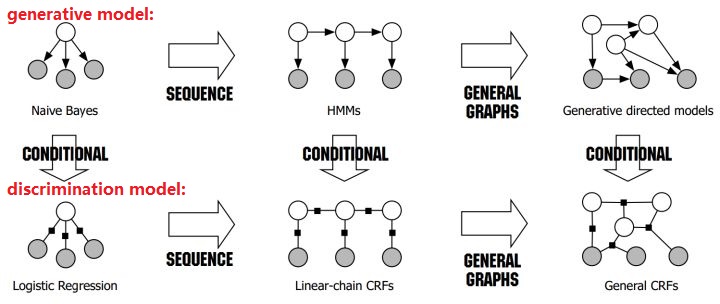 generative model:
SEQUENCE
GENERAL
GRAPHS
Naive Bayes
HMMs
Generative directed models
CONDITIONAL
CONDITIONAL
CONDITIONAL
discrimination model:
SEQUENCE
GENERAL
GRAPHS
Logistic Regression
Linear-chain CRFs
General CRFs